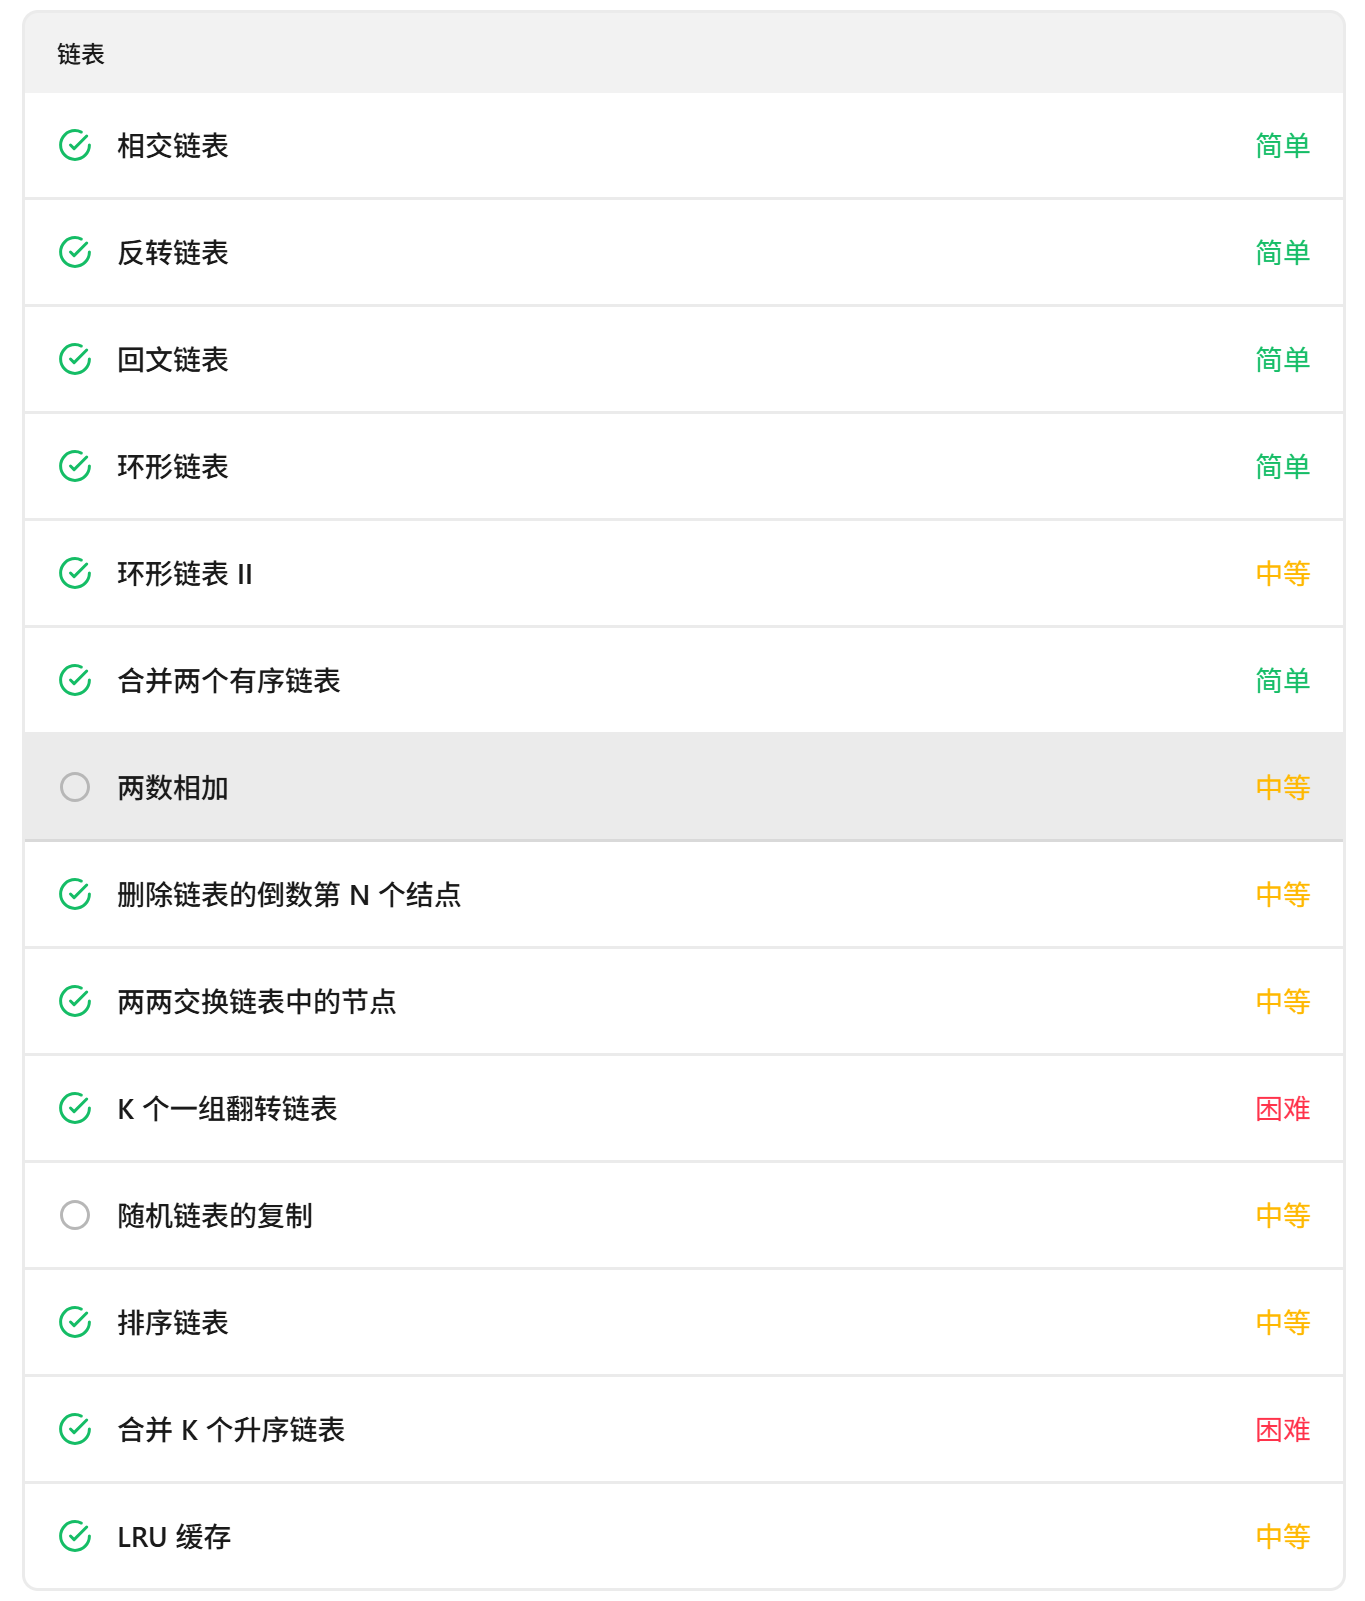 链表
相交链表 简单
反转链表 简单
回文链表 简单
环形链表 简单
环形链表 II 中等
合并两个有序链表 简单
两数相加 中等
删除链表的倒数第 N 个结点 中等
两两交换链表中的节点 中等
K 个一组翻转链表 困难
随机链表的复制 中等
排序链表 中等
合并 K 个升序链表 困难
LRU 缓存 中等